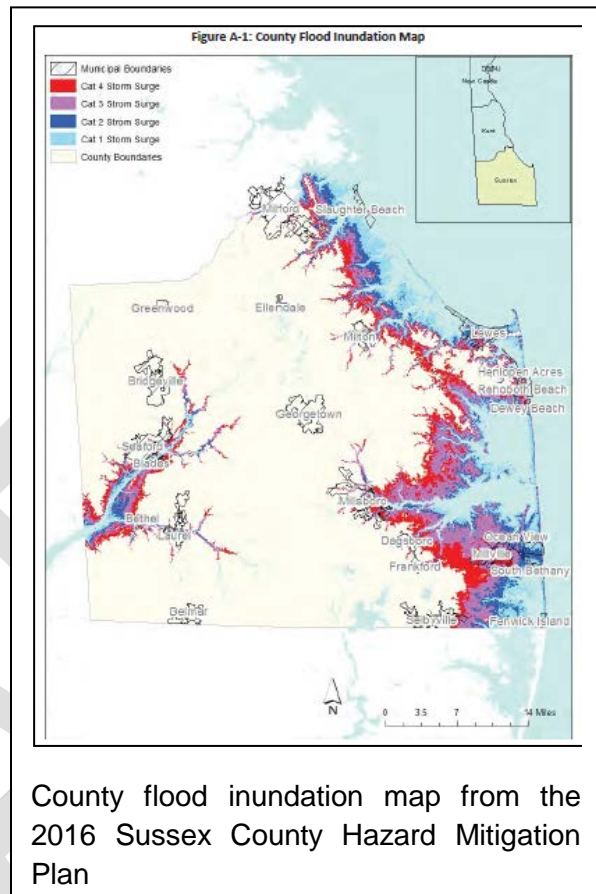 Figure A-1: County Flood Inundation Map
Municipal Boundaries
Cat 4 Storm Surge
Cat 3 Strom Surge
Cat 2 Strom Surge
Cat 1 Storm Surge
County Boundaries
New Castle
Kent
Sussex
Milford
Slaughter Beach
Greenwood
Ellendale
Milton
Lewes
Henlopen Acres
Rehoboth Beach
Dewey Beach
Bridgeville
Georgetown
Seaford
Blades
Millsboro
Bethel
Laurel
Dagsboro
Frankford
Ocean View
Millville
South Bethany
Delmar
Selbyville
Fenwick Island
N
0 3.5 7 14 Miles
County flood inundation map from the
2016 Sussex County Hazard Mitigation
Plan